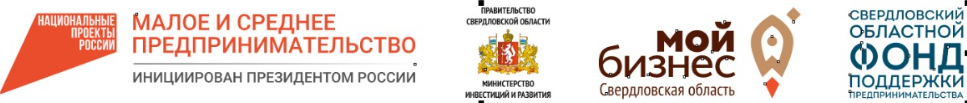 НАЦИОНАЛЬНЫЕ
ПРОЕКТЫ
РОССИИ
МАЛОЕ И СРЕДНЕЕ
ПРЕДПРИНИМАТЕЛЬСТВО
ИНИЦИИРОВАН ПРЕЗИДЕНТОМ РОССИИ
ПРАВИТЕЛЬСТВО
СВЕРДЛОВСКОЙ ОБЛАСТИ
МИНИСТЕРСТВО
ИНВЕСТИЦИЙ И РАЗВИТИЯ
мой
бизнес
Свердловская область
СВЕРДЛОВСКИЙ
ОБЛАСТНОЙ
ФОНД
ПОДДЕРЖКИ
ПРЕДПРИНИМАТЕЛЬСТВА